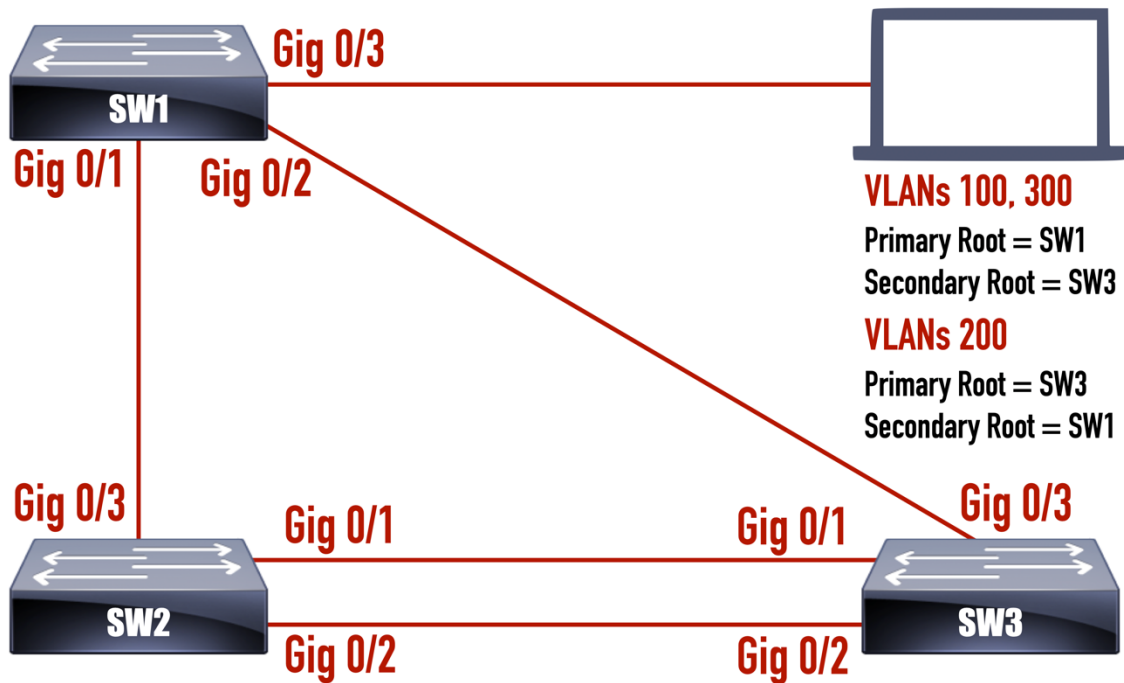 Gig 0/3
SW1
Gig 0/1
Gig 0/2
VLANs 100, 300
Primary Root = SW1
Secondary Root = SW3
VLANs 200
Primary Root = SW3
Secondary Root = SW1
Gig 0/3
Gig 0/3
Gig 0/1
Gig 0/1
SW2
SW3
Gig 0/2
Gig 0/2